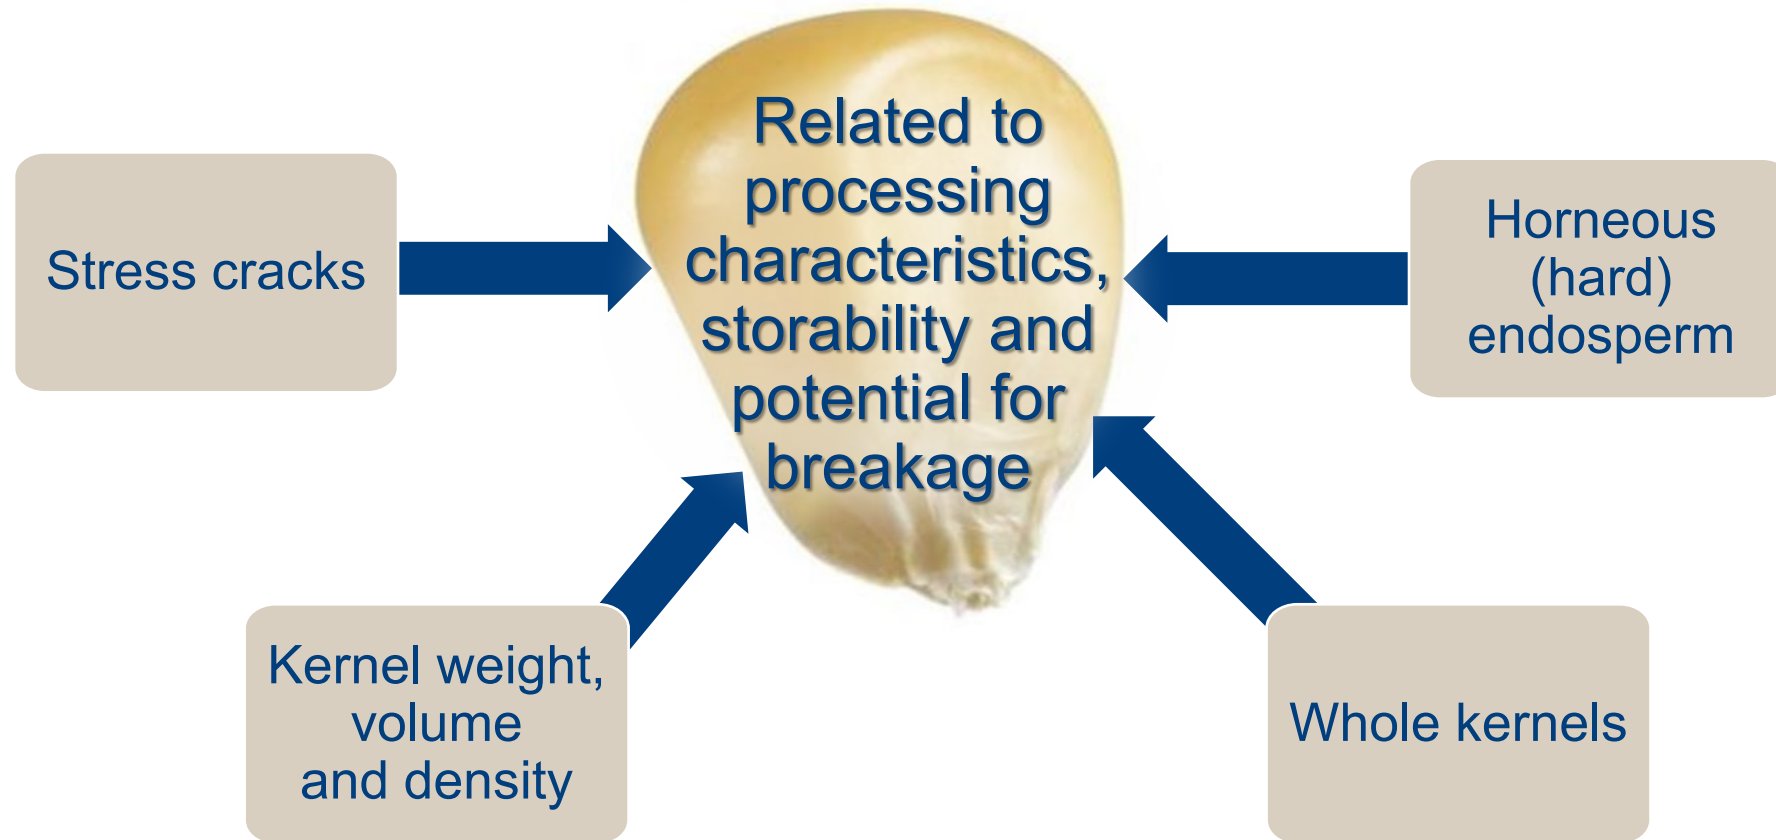 Related to
processing
characteristics,
storability and
potential for
breakage
Stress cracks
Horneous
(hard)
endosperm
Kernel weight,
volume
and density
Whole kernels